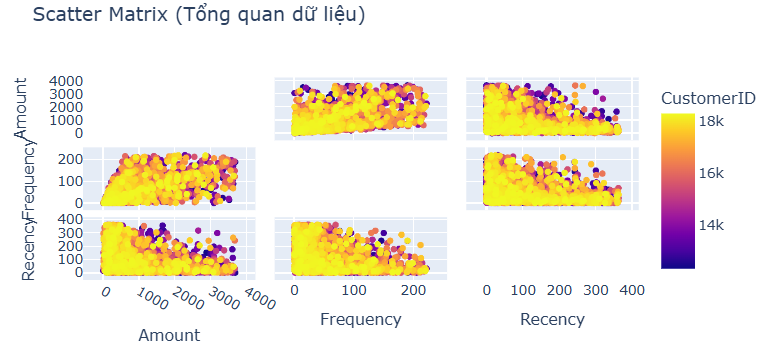 Scatter Matrix (Tổng quan dữ liệu)
Amount
4000
3000
2000
1000
0
Frequency
200
100
0
Recency
400
300
200
100
0
0
1000
2000
3000
4000
Amount
0
100
200
Frequency
0
100
200
300
400
Recency
CustomerID
18k
16k
14k